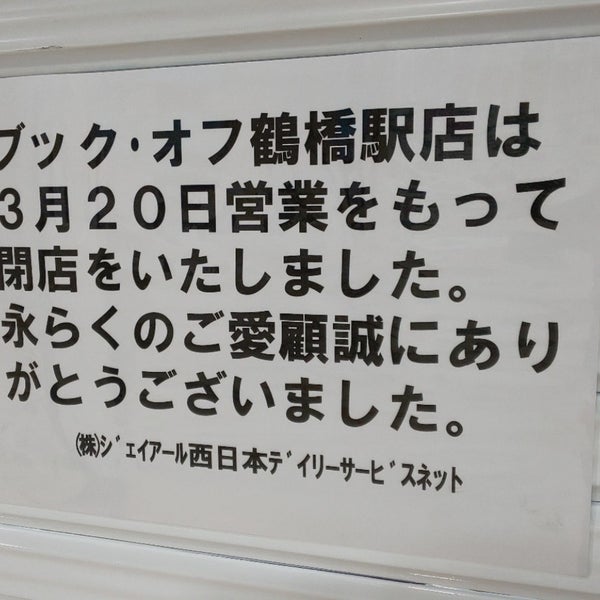 ブック・オフ鶴橋駅店は
3月20日営業をもって
閉店をいたしました。
永らくのご愛顧誠にあり
がとうございました。
㈱ｼﾞｪイアール西日本ﾃﾞイリーサービスネット